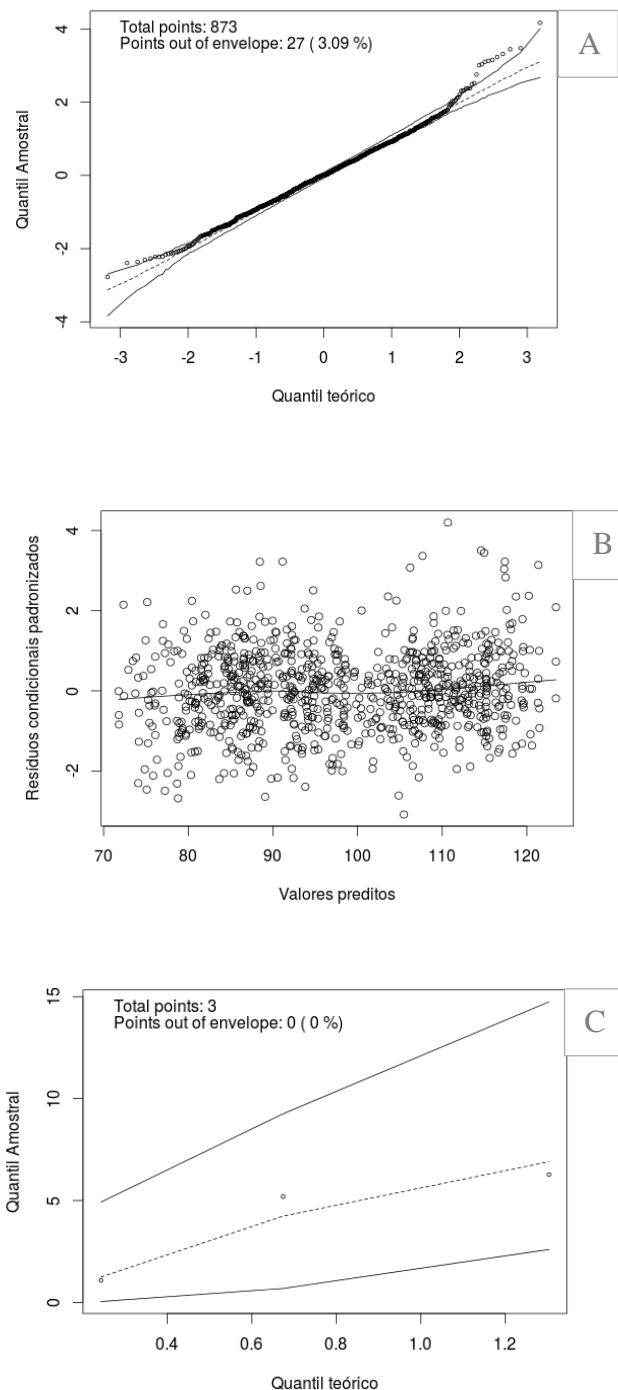 Total points: 873
Points out of envelope: 27 ( 3.09 %)
A
4
2
0
-2
-4
Quantil Amostral
-3
-2
-1
0
1
2
3
Quantil teórico
B
4
2
0
-2
Resíduos condicionais padronizados
70
80
90
100
110
120
Valores preditos
Total points: 3
Points out of envelope: 0 ( 0 %)
C
15
10
5
0
Quantil Amostral
0.4
0.6
0.8
1.0
1.2
Quantil teórico